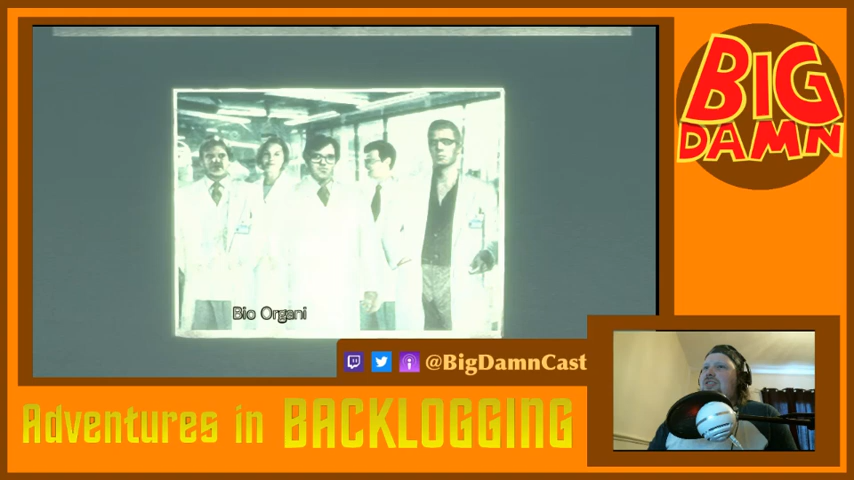 BIG
DAMN
Bio Organi
@BigDamnCast
Adventures in BACKLOGGING